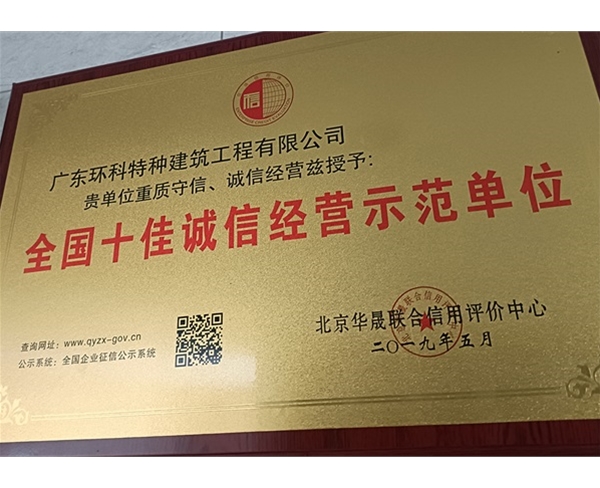 信
广东环科特种建筑工程有限公司
贵单位重质守信、诚信经营兹授予:
全国十佳诚信经营示范单位
北京华晟联合信用评价中心
二〇一九年五月
查询网址: www.qyzx-gov.cn
公示系统: 全国企业征信公示系统